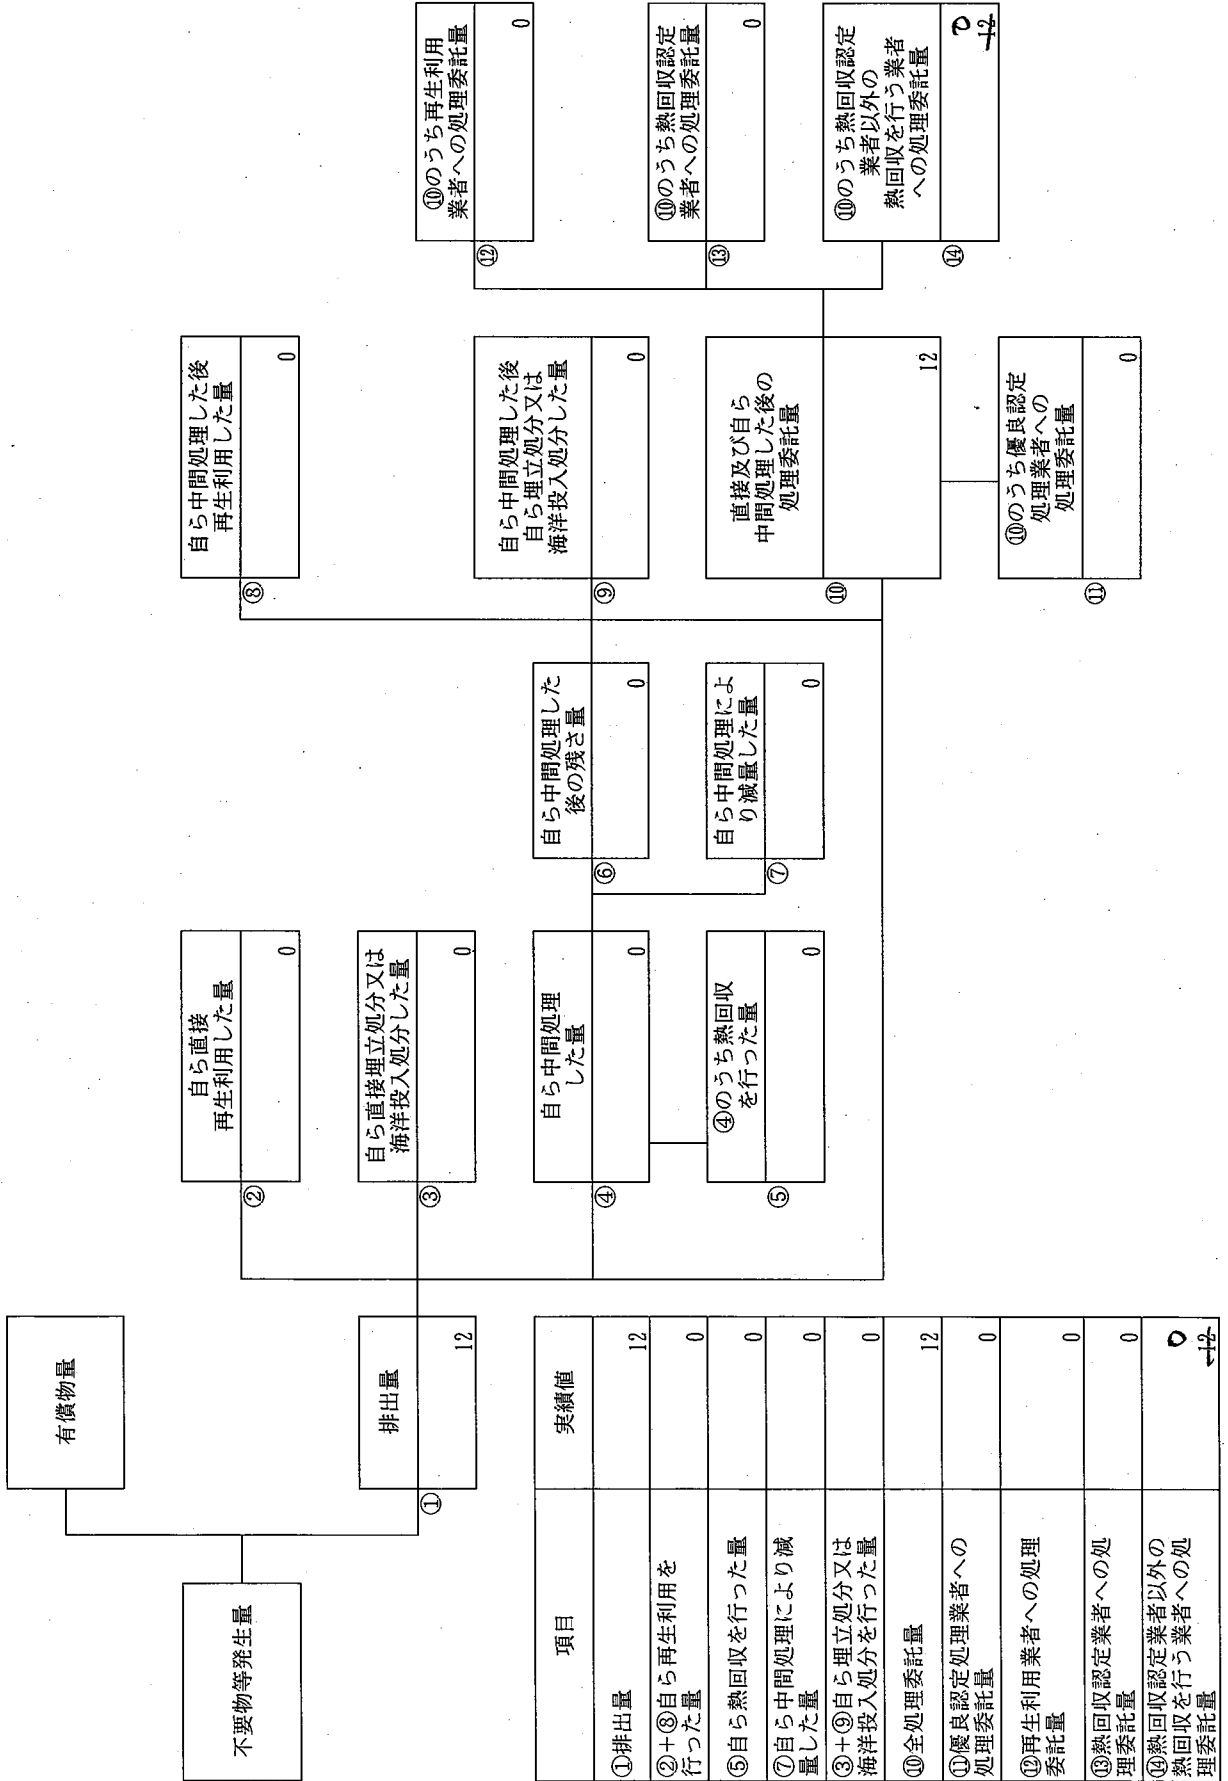 不要物等発生量
有償物量
①
排出量
12
②
自ら直接
再生利用した量
0
③
自ら直接埋立処分又は
海洋投入処分した量
0
④
自ら中間処理
した量
0
⑤
④のうち熱回収
を行った量
0
⑥
自ら中間処理した
後の残さ量
0
⑦
自ら中間処理によ
り減量した量
0
⑧
自ら中間処理した後
再生利用した量
0
⑨
自ら中間処理した後
自ら埋立処分又は
海洋投入処分した量
0
⑩
直接及び自ら
中間処理した後の
処理委託量
12
⑪
⑩のうち優良認定
処理業者への
処理委託量
0
⑫
⑩のうち再生利用
業者への処理委託量
0
⑬
⑩のうち熱回収認定
業者への処理委託量
0
⑭
⑩のうち熱回収認定
業者以外の
熱回収を行う業者
への処理委託量
0
12
項目
実績値
①排出量
12
②+⑧自ら再生利用を
行った量
0
⑤自ら熱回収を行った量
0
⑦自ら中間処理により減
量した量
0
③+⑨自ら埋立処分又は
海洋投入処分を行った量
0
⑩全処理委託量
12
⑪優良認定処理業者への
処理委託量
0
⑫再生利用業者への処理
委託量
0
⑬熱回収認定業者への処
理委託量
0
⑭熱回収認定業者以外の
熱回収を行う業者への処
理委託量
0
12